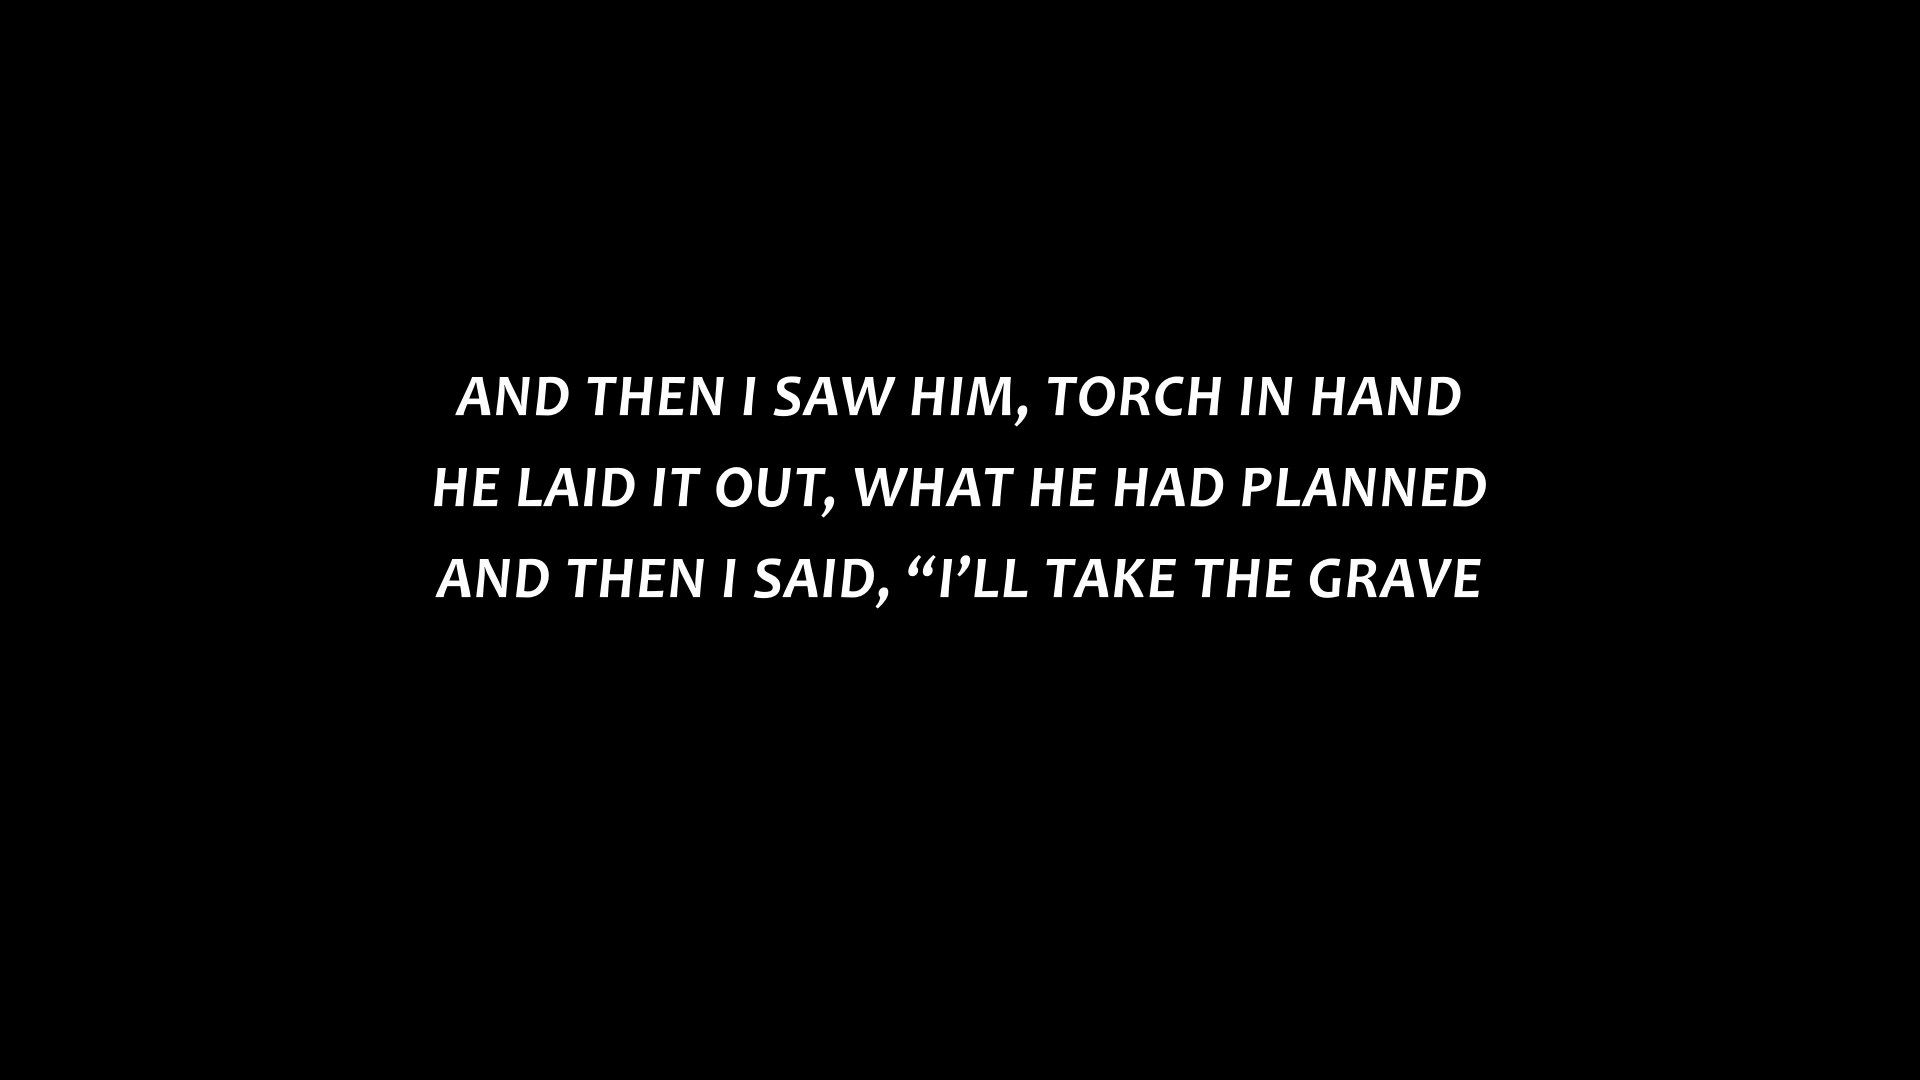 AND THEN I SAW HIM, TORCH IN HAND
HE LAID IT OUT, WHAT HE HAD PLANNED
AND THEN I SAID, “I’LL TAKE THE GRAVE